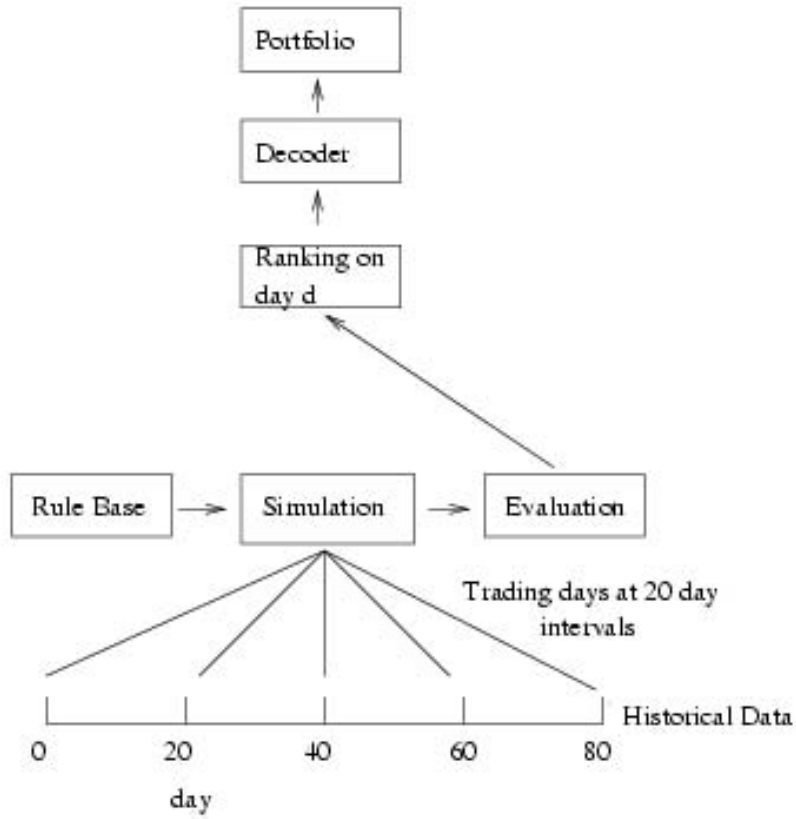 Portfolio
Decoder
Ranking on
day d
Rule Base
Simulation
Evaluation
Trading days at 20 day
intervals
Historical Data
0
20
40
60
80
day